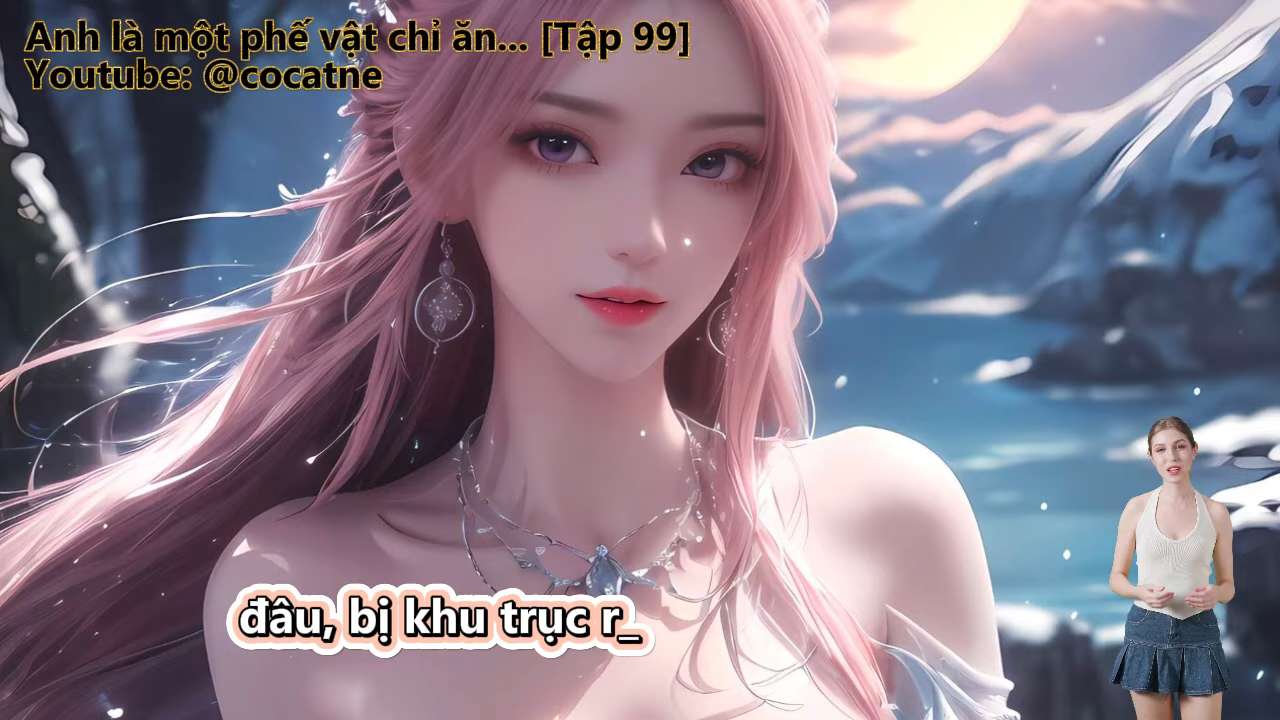 Anh là một phế vật chỉ ăn... [Tập 99]
Youtube: @cocatne
đâu, bị khu trục r_